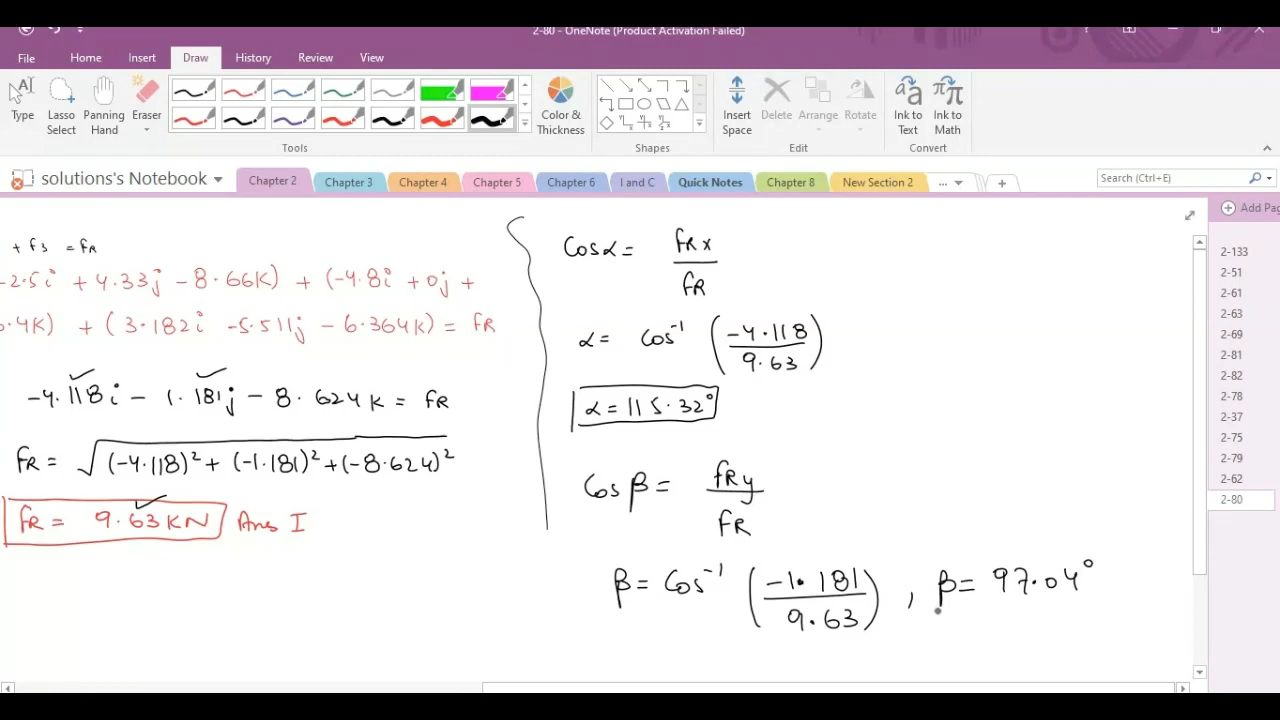 2-80 - OneNote (Product Activation Failed)
File Home Insert Draw History Review View
Type Lasso Select Panning Hand Eraser Color & Thickness Insert Space Delete Arrange Rotate Ink to Text Ink to Math
Tools Shapes Edit Convert
solutions's Notebook Chapter 2 Chapter 3 Chapter 4 Chapter 5 Chapter 6 I and C Quick Notes Chapter 8 New Section 2 ... Search (Ctrl+E)
Add Pag
2-133
2-51
2-61
2-63
2-69
2-81
2-82
2-78
2-37
2-75
2-79
2-62
2-80
+ f3 = fR
-2.5i + 4.33j - 8.66K) + (-4.8i + 0j +
6.4K) + (3.182i - 5.511j - 6.364K) = fR
-4.118i - 1.181j - 8.624K = fR
fR = √(-4.118)² + (-1.181)² + (-8.624)²
fR = 9.63 KN Ans I
Cosα = fRx / fR
α = cos⁻¹ (-4.118 / 9.63)
α = 115.32°
Cos β = fRy / FR
β = Cos⁻¹ (-1.181 / 9.63) , β = 97.04°